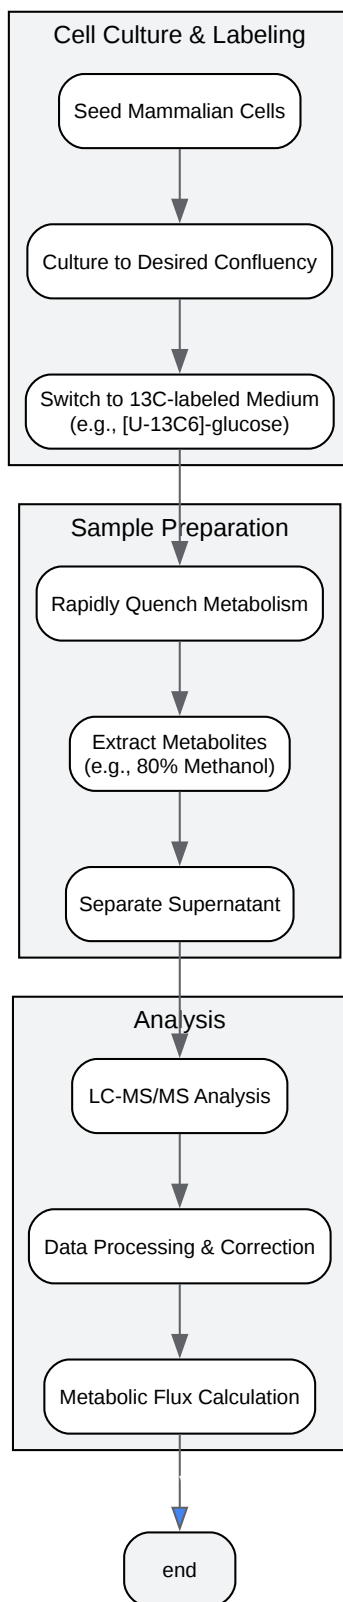 Cell Culture & Labeling
Seed Mammalian Cells
Culture to Desired Confluency
Switch to 13C-labeled Medium
(e.g., [U-13C6]-glucose)
Sample Preparation
Rapidly Quench Metabolism
Extract Metabolites
(e.g., 80% Methanol)
Separate Supernatant
Analysis
LC-MS/MS Analysis
Data Processing & Correction
Metabolic Flux Calculation
end